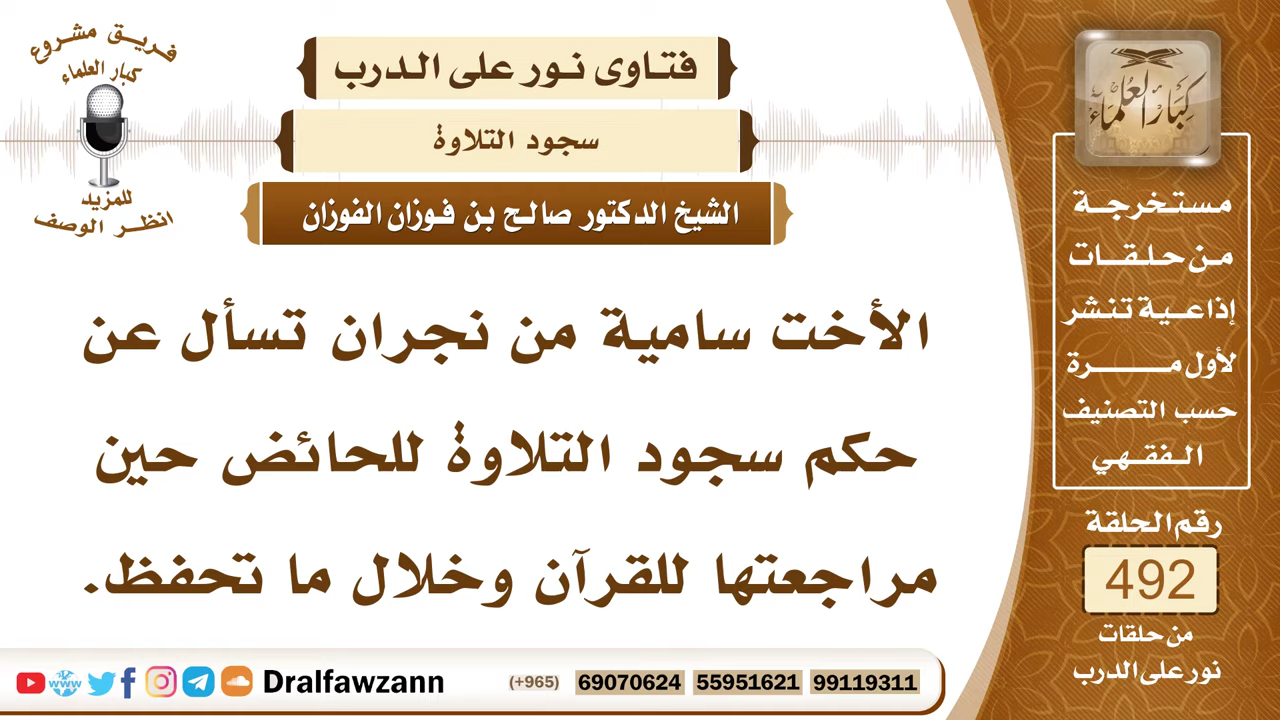 فريق مشروع
كبار العلماء
للمزيد
انظر الوصف
فتاوى نور على الدرب
سجود التلاوة
الشيخ الدكتور صالح بن فوزان الفوزان
الأخت سامية من نجران تسأل عن
حكم سجود التلاوة للحائض حين
مراجعتها للقرآن وخلال ما تحفظ.
كبار العلماء
مستخرجة
من حلقات
إذاعية تنشر
لأول مرة
حسب التصنيف
الفقهي
رقم الحلقة
492
من حلقات
نور على الدرب
www
Dralfawzann
(+965) 69070624 55951621 99119311